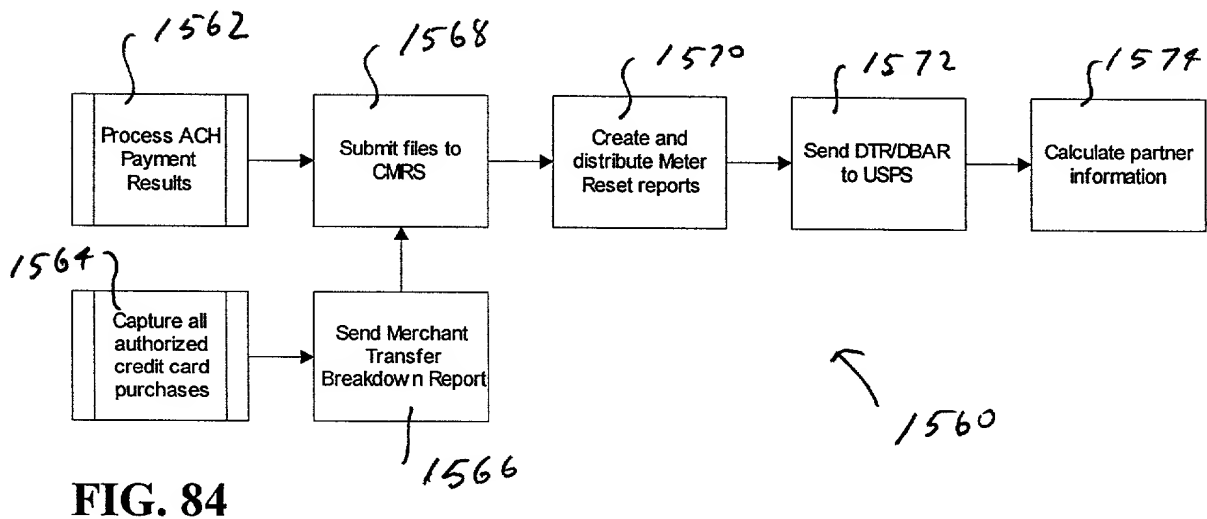 1562
1568
1570
1572
1574
Process ACH
Payment
Results
Submit files to
CMRS
Create and
distribute Meter
Reset reports
Send DTR/DBAR
to USPS
Calculate partner
information
1564
Capture all
authorized
credit card
purchases
Send Merchant
Transfer
Breakdown Report
1566
1560
FIG. 84